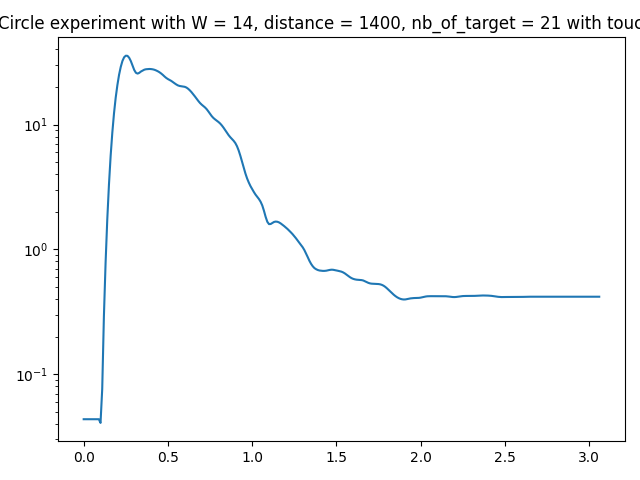 Circle experiment with W = 14, distance = 1400, nb_of_target = 21 with
10¹
10⁰
10⁻¹
0.0 0.5 1.0 1.5 2.0 2.5 3.0